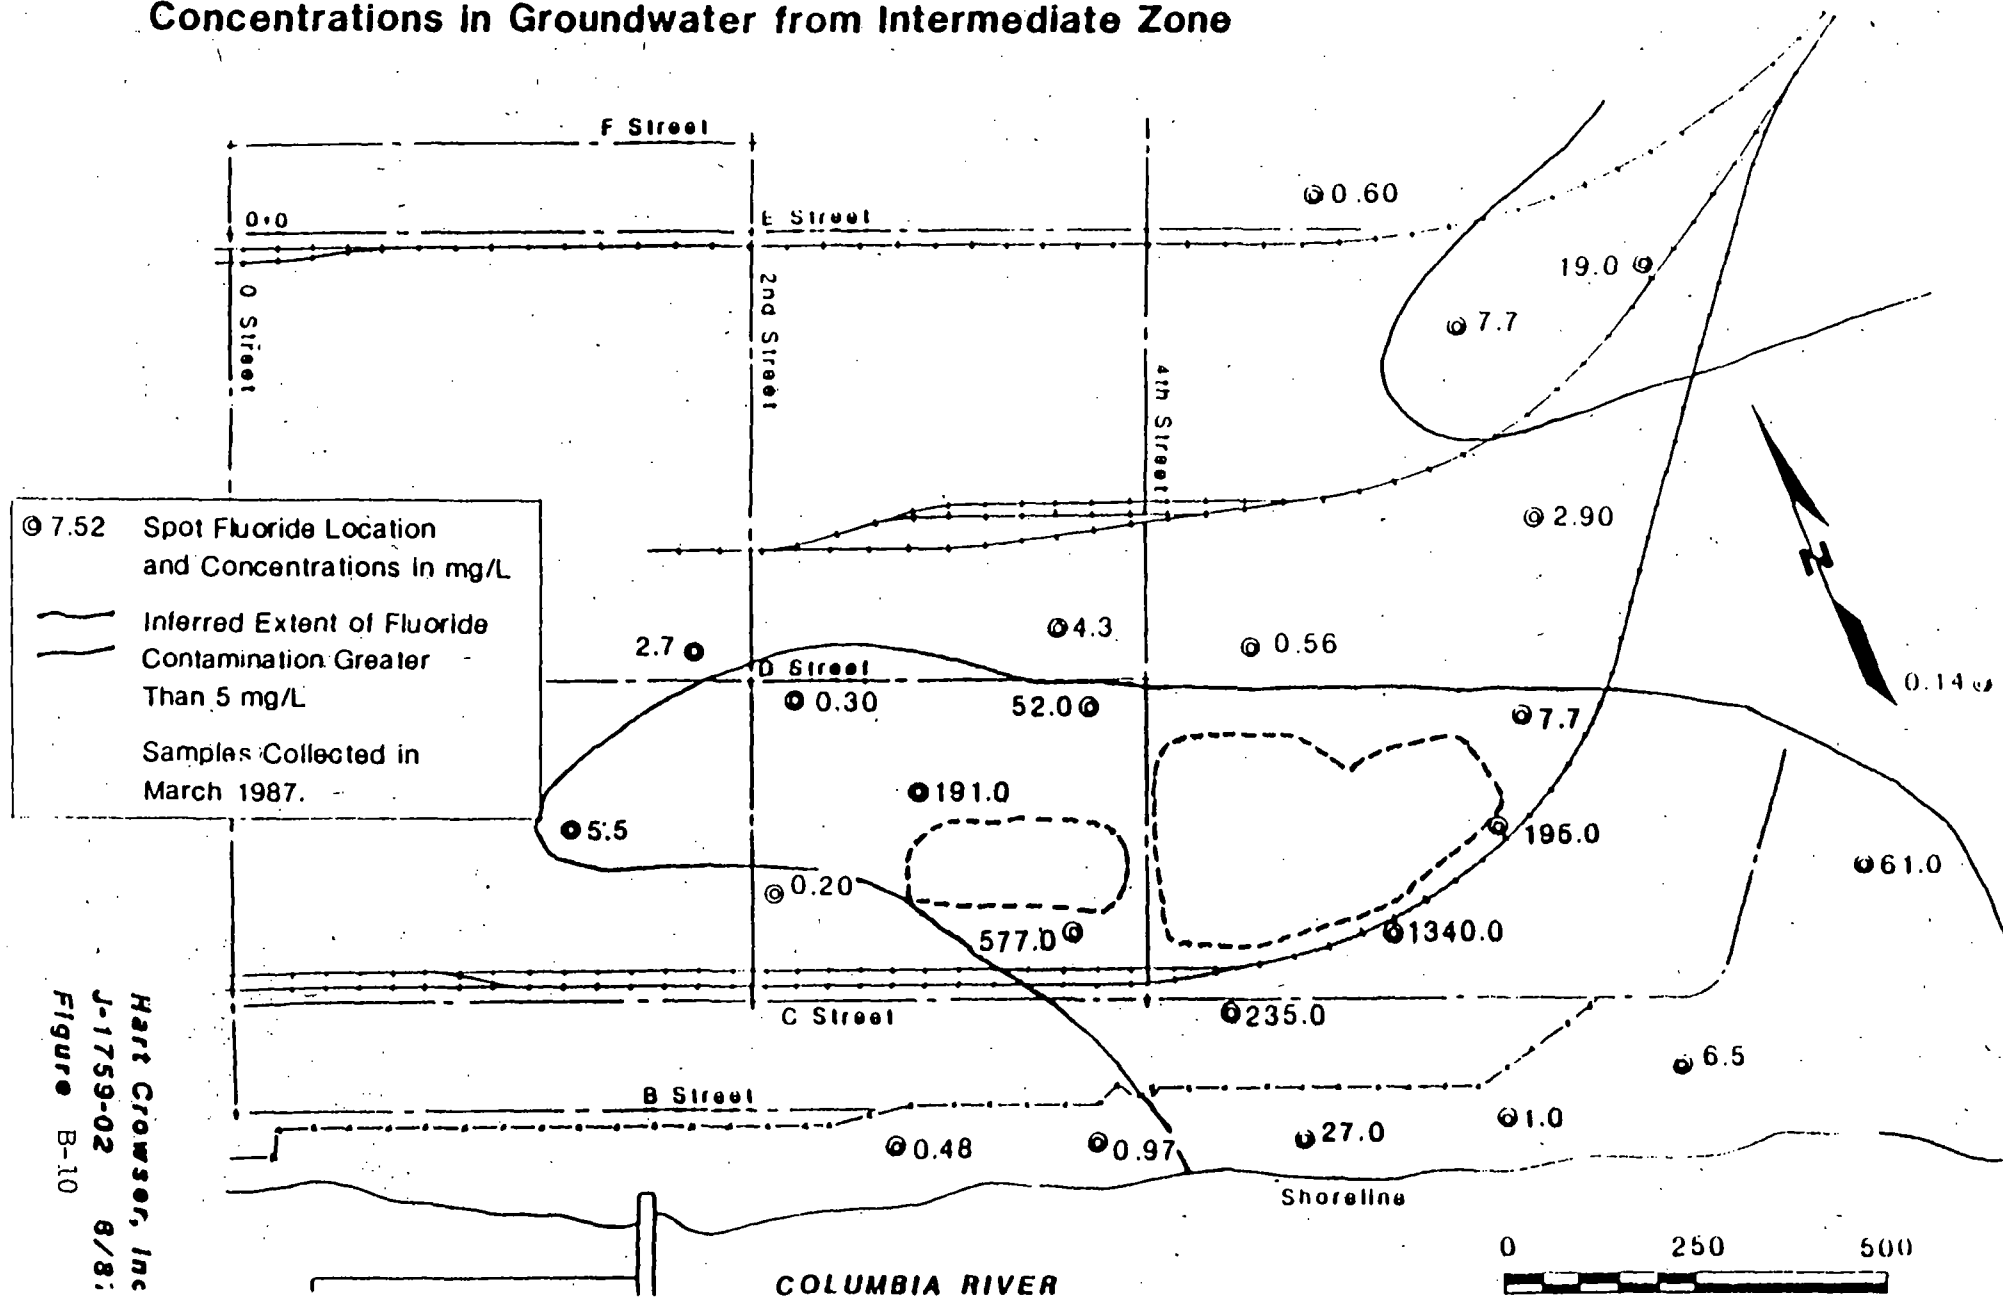 Concentrations in Groundwater from Intermediate Zone
F Street
0.60
0+0
E Street
19.0
7.7
0 Street
2nd Street
4th Street
7.52 Spot Fluoride Location
and Concentrations in mg/L
Inferred Extent of Fluoride
Contamination Greater
Than 5 mg/L
Samples Collected in
March 1987.
2.90
N
2.7
4.3
0.56
D Street
0.14
0.30
52.0
7.7
191.0
5.5
195.0
61.0
0.20
577.0
1340.0
C Street
235.0
6.5
B Street
0.48
0.97
27.0
1.0
Shoreline
0 250 500
COLUMBIA RIVER
Hart Crowser, Inc
J-1759-02
Figure B-10